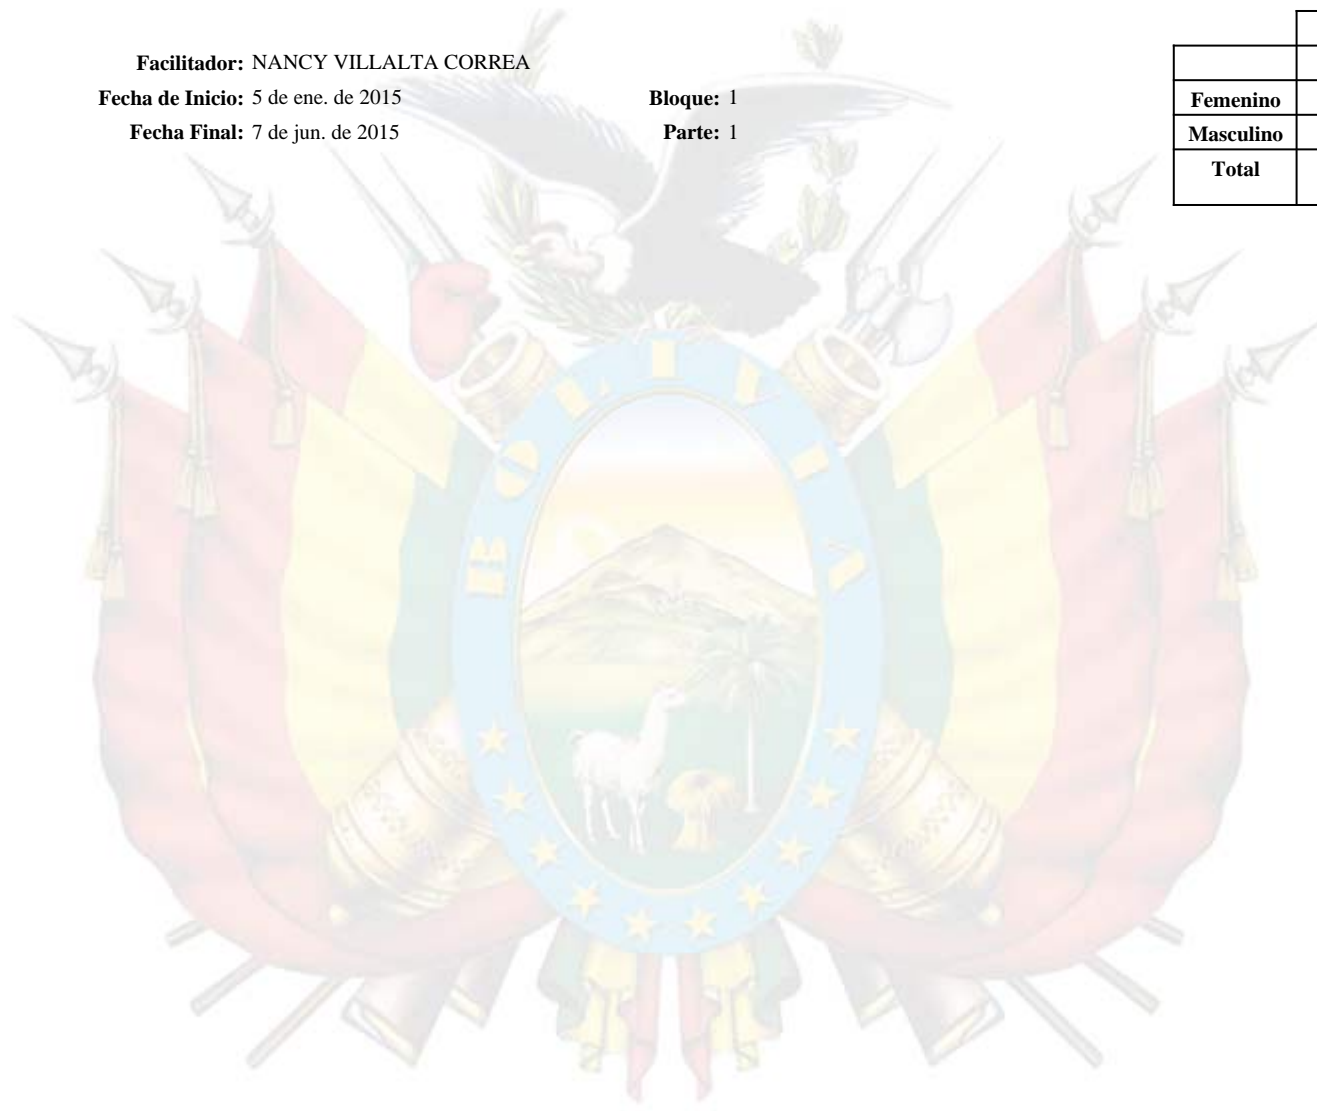 Facilitador: NANCY VILLALTA CORREA
Fecha de Inicio: 5 de ene. de 2015 Bloque: 1
Fecha Final: 7 de jun. de 2015 Parte: 1
Femenino
Masculino
Total
BOLIVIA